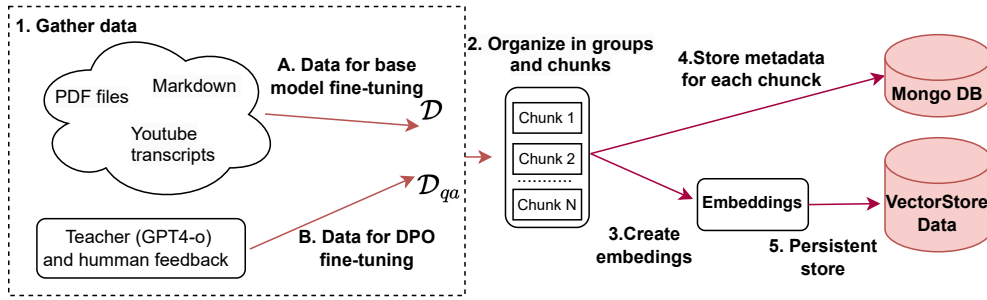 1. Gather data
PDF files
Markdown
Youtube
transcripts
A. Data for base
model fine-tuning
𝒟
𝒟qa
Teacher (GPT4-o)
and humman feedback
B. Data for DPO
fine-tuning
2. Organize in groups
and chunks
Chunk 1
Chunk 2
Chunk N
3.Create
embedings
4.Store metadata
for each chunck
Embeddings
5. Persistent
store
Mongo DB
VectorStore
Data